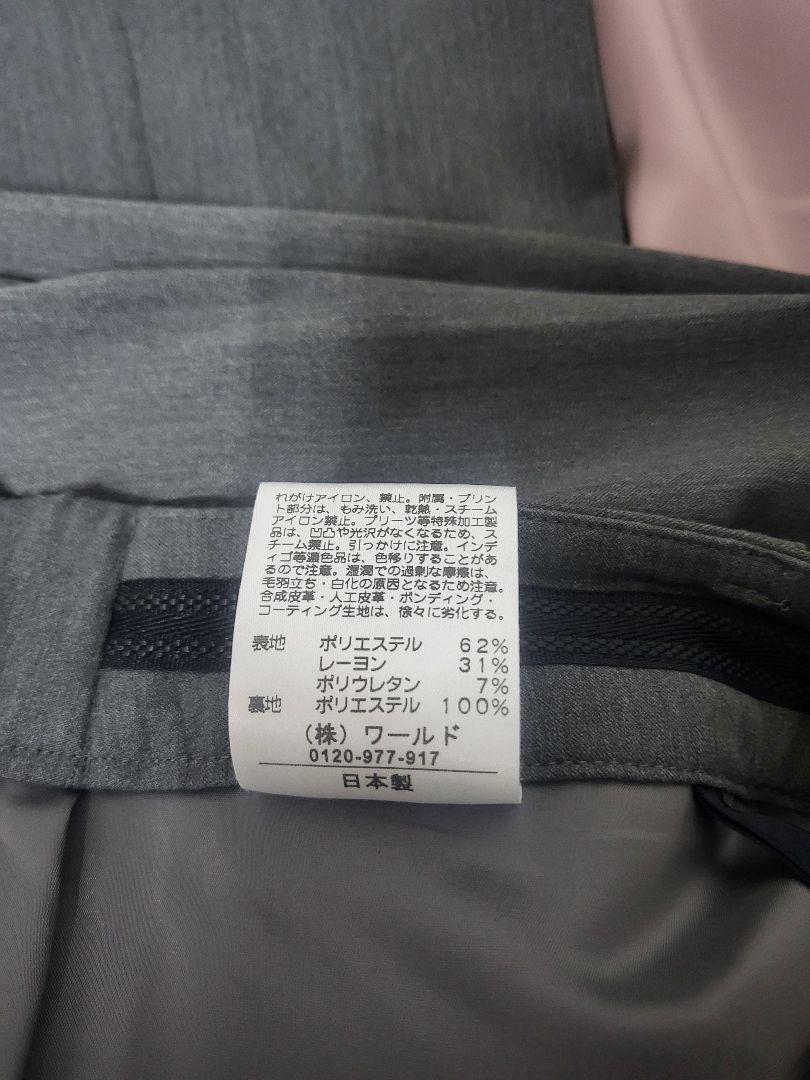 れがけアイロン、禁止。附属・プリン
ト部分は、もみ洗い、乾熱・スチーム
アイロン禁止。プリーツ等特殊加工製
品は、凹凸や光沢がなくなるため、ス
チーム禁止。引っかけに注意。インデ
ィゴ等濃色品は、色移りすることがあ
るので注意。湿潤での過剰な摩擦は、
毛羽立ち・白化の原因となるため注意。
合成皮革・人工皮革・ボンディング・
コーティング生地は、徐々に劣化する。
表地 ポリエステル 62%
レーヨン 31%
ポリウレタン 7%
裏地 ポリエステル 100%
(株)ワールド
0120-977-917
日本製